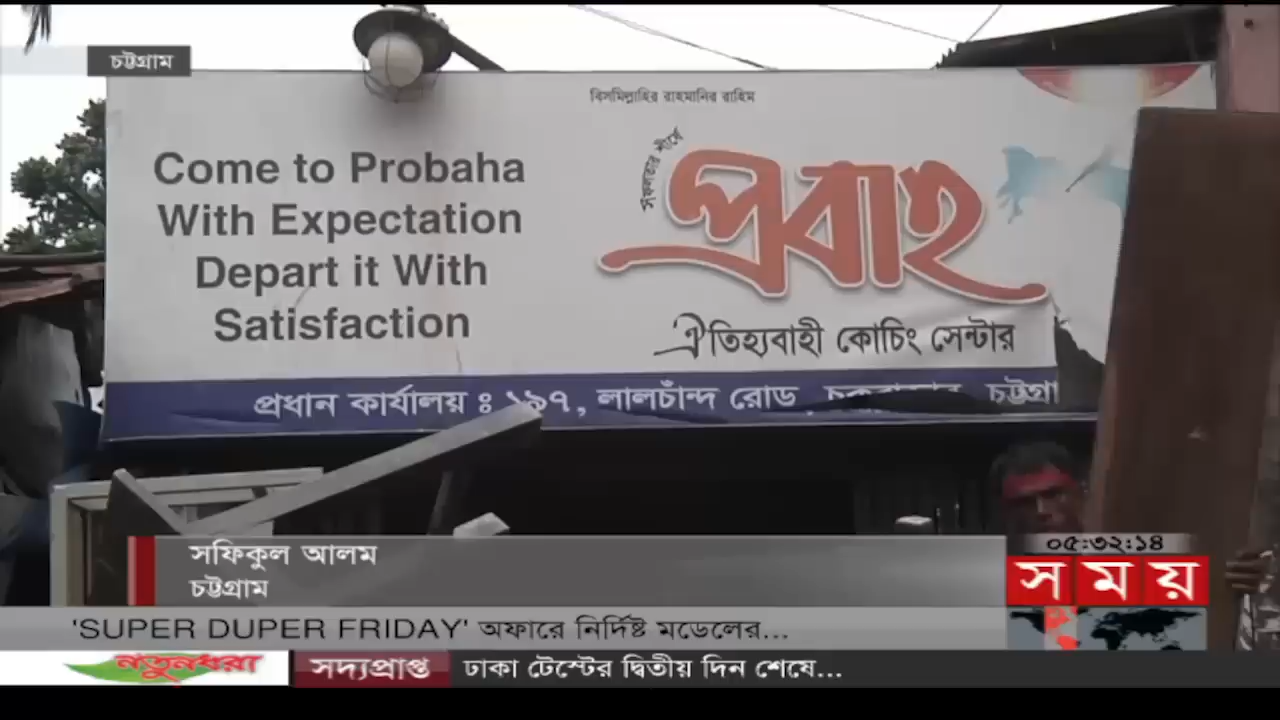 চট্টগ্রাম
বিসমিল্লাহির রাহমানির রাহিম
Come to Probaha
With Expectation
Depart it With
Satisfaction
সফলতার শীর্ষে
প্রবাহ
ঐতিহ্যবাহী কোচিং সেন্টার
প্রধান কার্যালয় ঃ ১৯৭, লালচাঁন্দ রোড, চট্টগ্রা
সফিকুল আলম
চট্টগ্রাম
০৫:৩২:১৪
সময়
'SUPER DUPER FRIDAY' অফারে নির্দিষ্ট মডেলের...
নতুনধরা
সদ্যপ্রাপ্ত
ঢাকা টেস্টের দ্বিতীয় দিন শেষে...